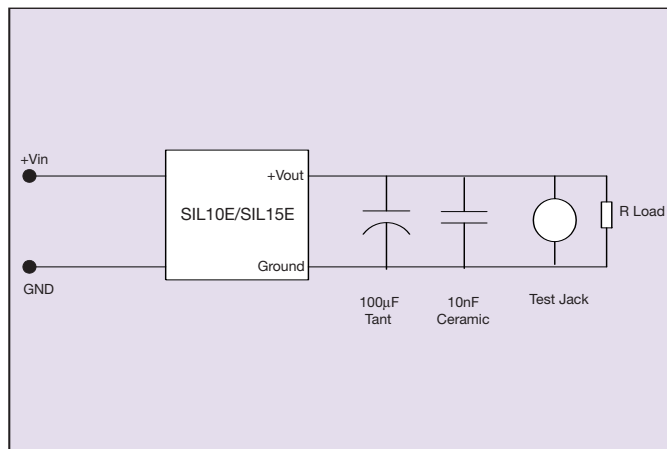 +Vin
+Vout
SIL10E/SIL15E
R Load
Ground
GND
100µF
Tant
10nF
Ceramic
Test Jack